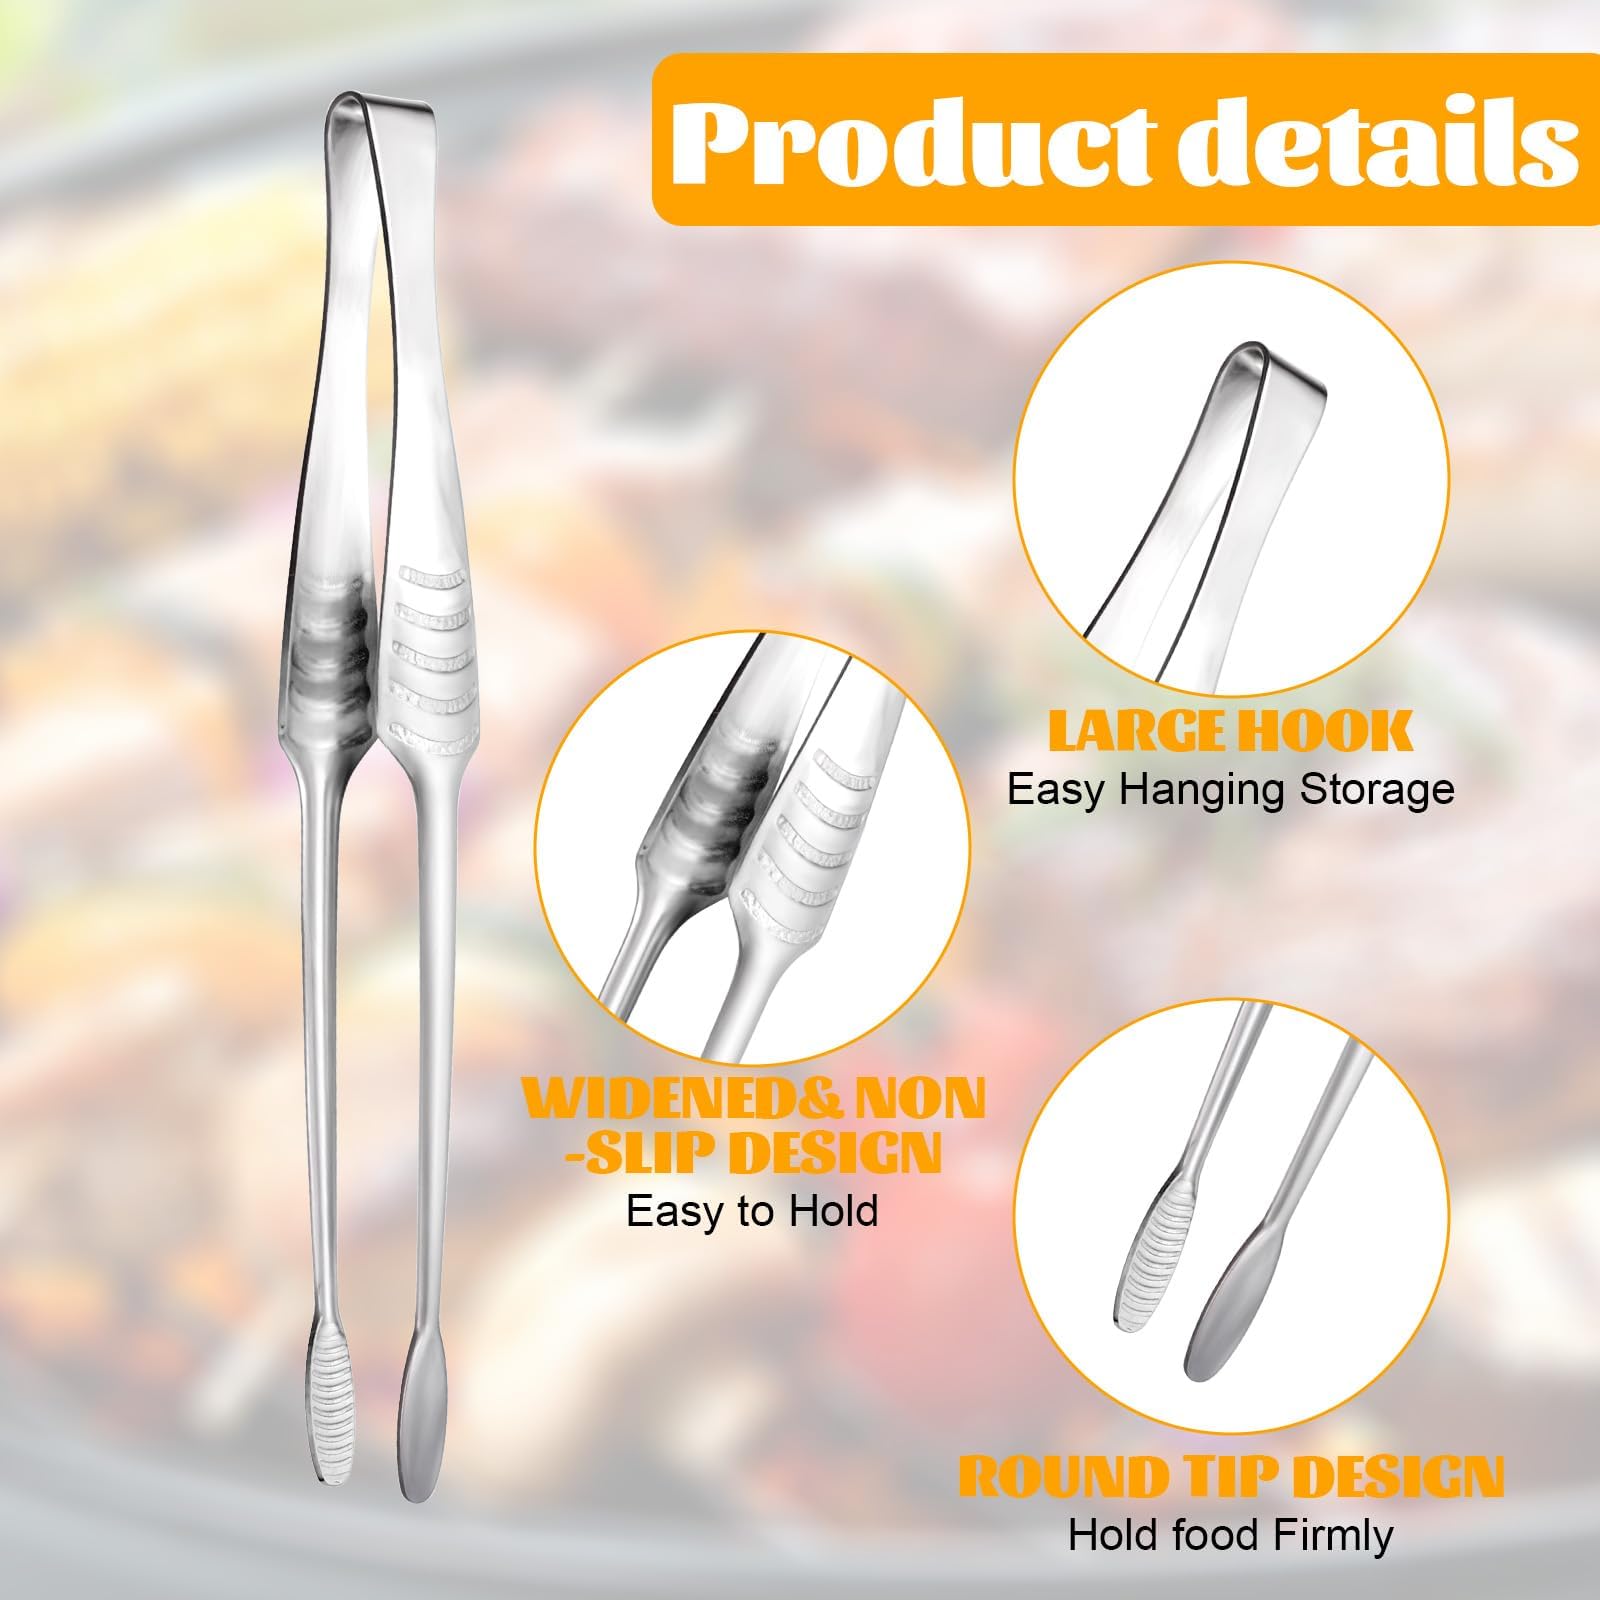 Product details
LARGE HOOK
Easy Hanging Storage
WIDENED& NON
-SLIP DESIGN
Easy to Hold
ROUND TIP DESIGN
Hold food Firmly